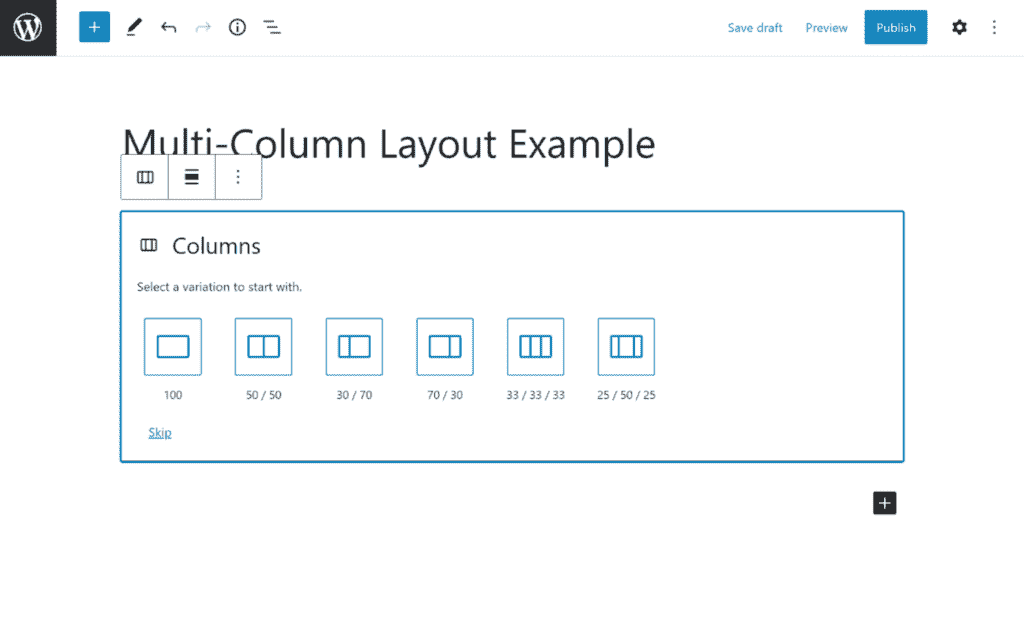 Save draft Preview Publish
Multi-Column Layout Example
Columns
Select a variation to start with.
100 50 / 50 30 / 70 70 / 30 33 / 33 / 33 25 / 50 / 25
Skip